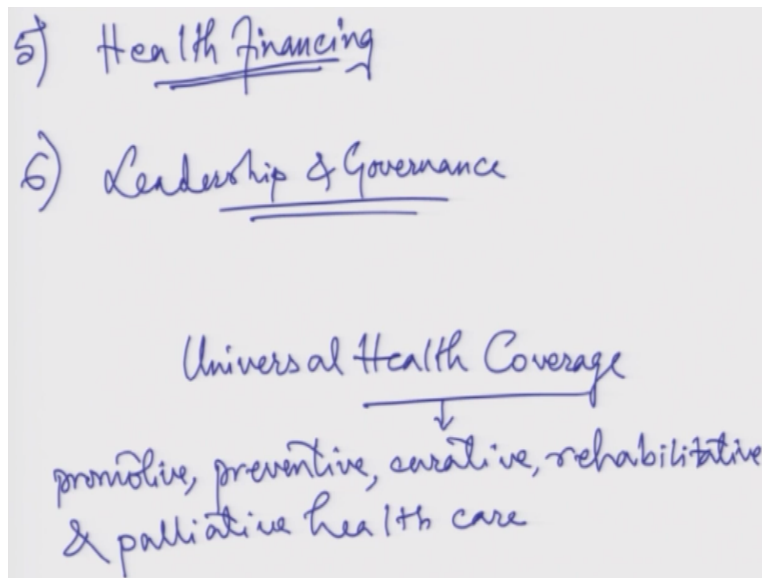 5) Health Financing
6) Leadership & Governance
Universal Health Coverage
promotive, preventive, curative, rehabilitative
& palliative health care